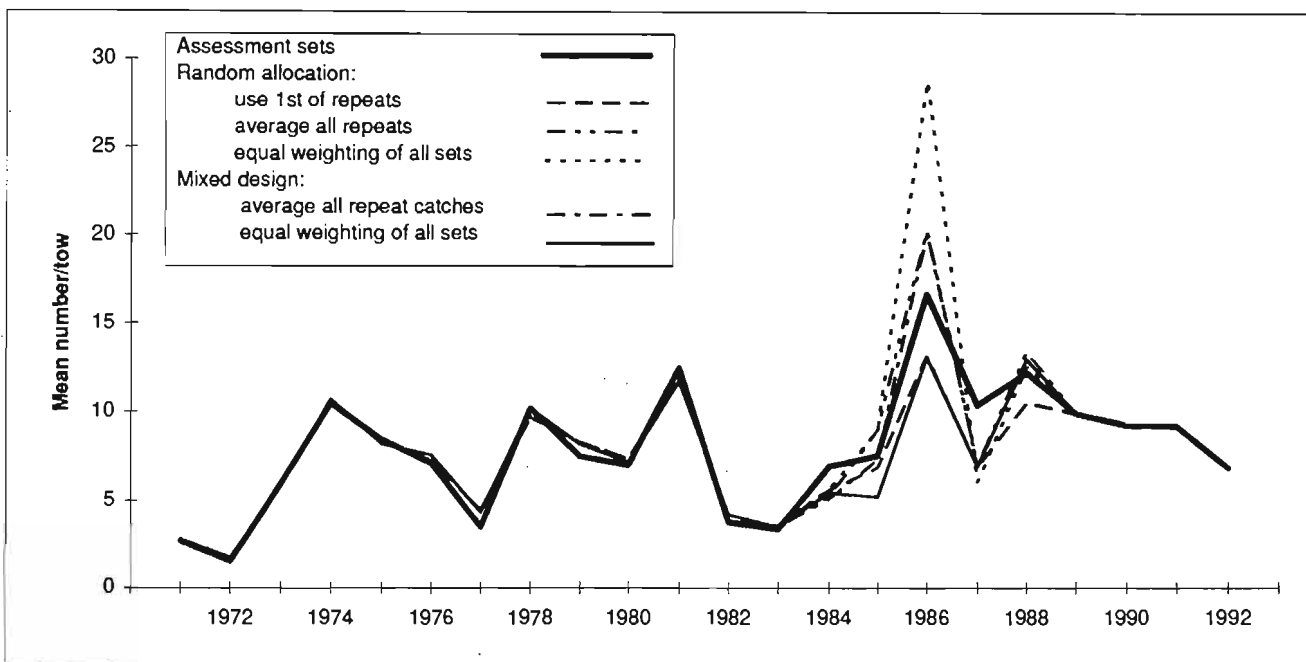 30
25
20
15
10
5
0
Mean number/tow
Assessment sets
Random allocation:
use 1st of repeats
average all repeats
equal weighting of all sets
Mixed design:
average all repeat catches
equal weighting of all sets
1972 1974 1976 1978 1980 1982 1984 1986 1988 1990 1992